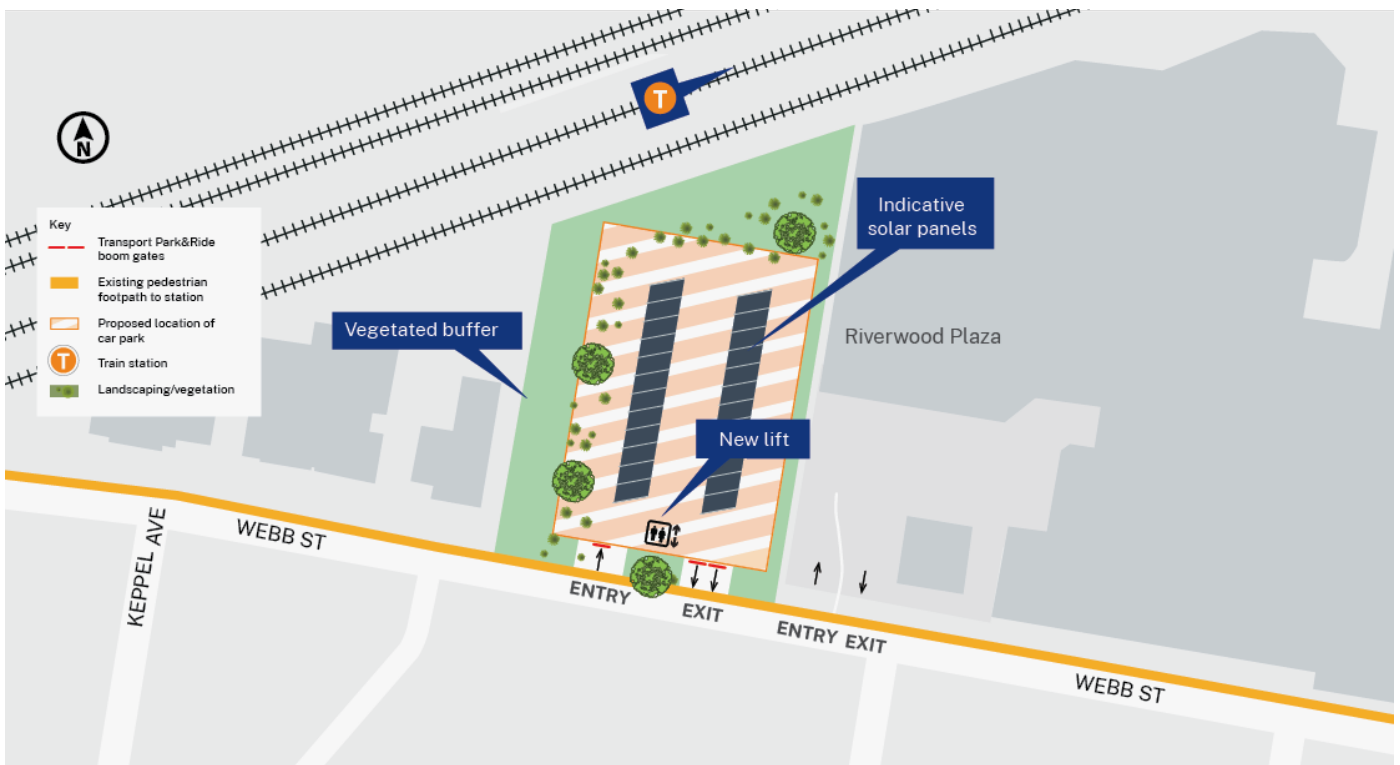 T
N
Key
Transport Park&Ride
boom gates
Existing pedestrian
footpath to station
Proposed location of
car park
T
Train station
Landscaping/vegetation
Indicative
solar panels
Vegetated buffer
Riverwood Plaza
New lift
WEBB ST
KEPPEL AVE
ENTRY
EXIT
ENTRY EXIT
WEBB ST